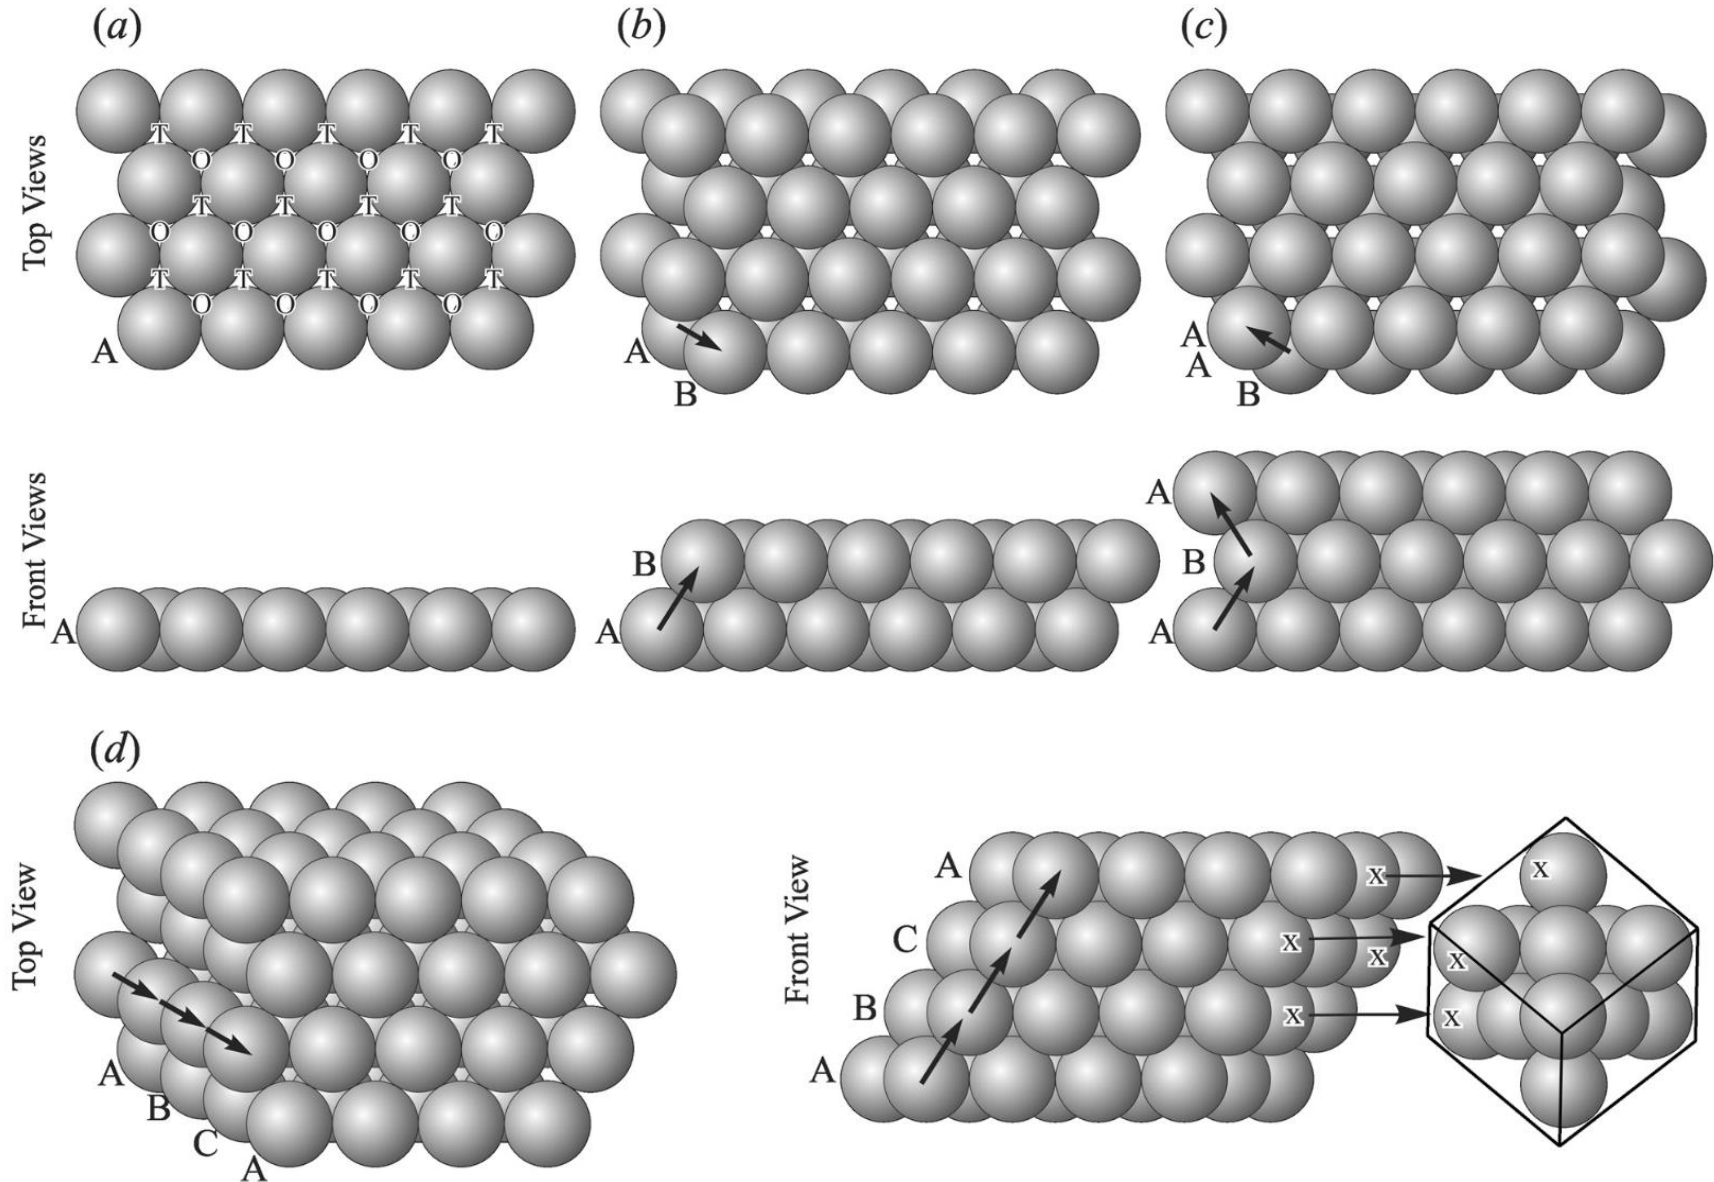 (a) (b) (c)
Top Views
T T T T T
O O O O
T T T T
O O O O O
T T T T T
O O O O
A
A
B
A
A
B
Front Views
A
B
A
A
B
A
(d)
Top View
A
B
C
A
Front View
A
C
B
A
x x
x x x
x x